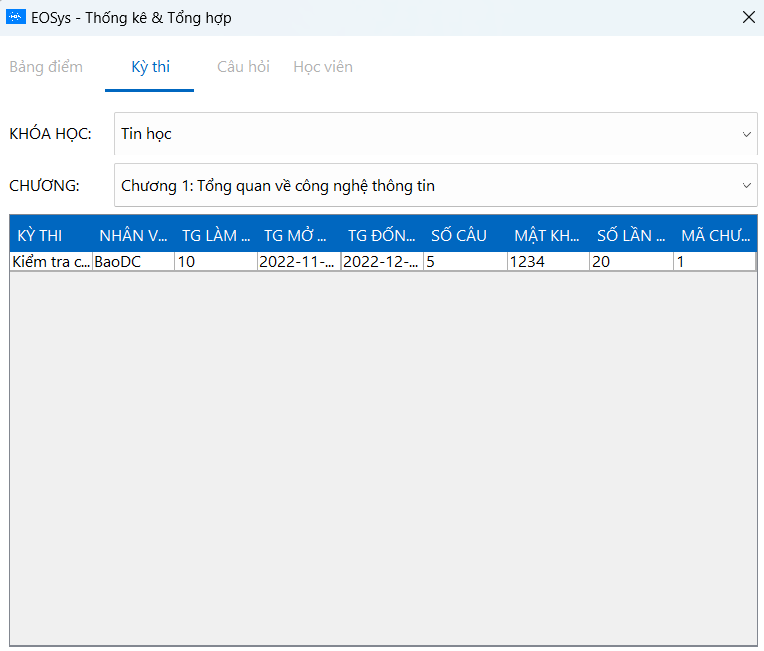 EOSys - Thống kê & Tổng hợp
Bảng điểm Kỳ thi Câu hỏi Học viên
KHÓA HỌC: Tin học
CHƯƠNG: Chương 1: Tổng quan về công nghệ thông tin
KỲ THI NHÂN V... TG LÀM ... TG MỞ ... TG ĐÓN... SỐ CÂU MẬT KH... SỐ LẦN ... MÃ CHƯ...
Kiểm tra c... BaoDC 10 2022-11-... 2022-12-... 5 1234 20 1